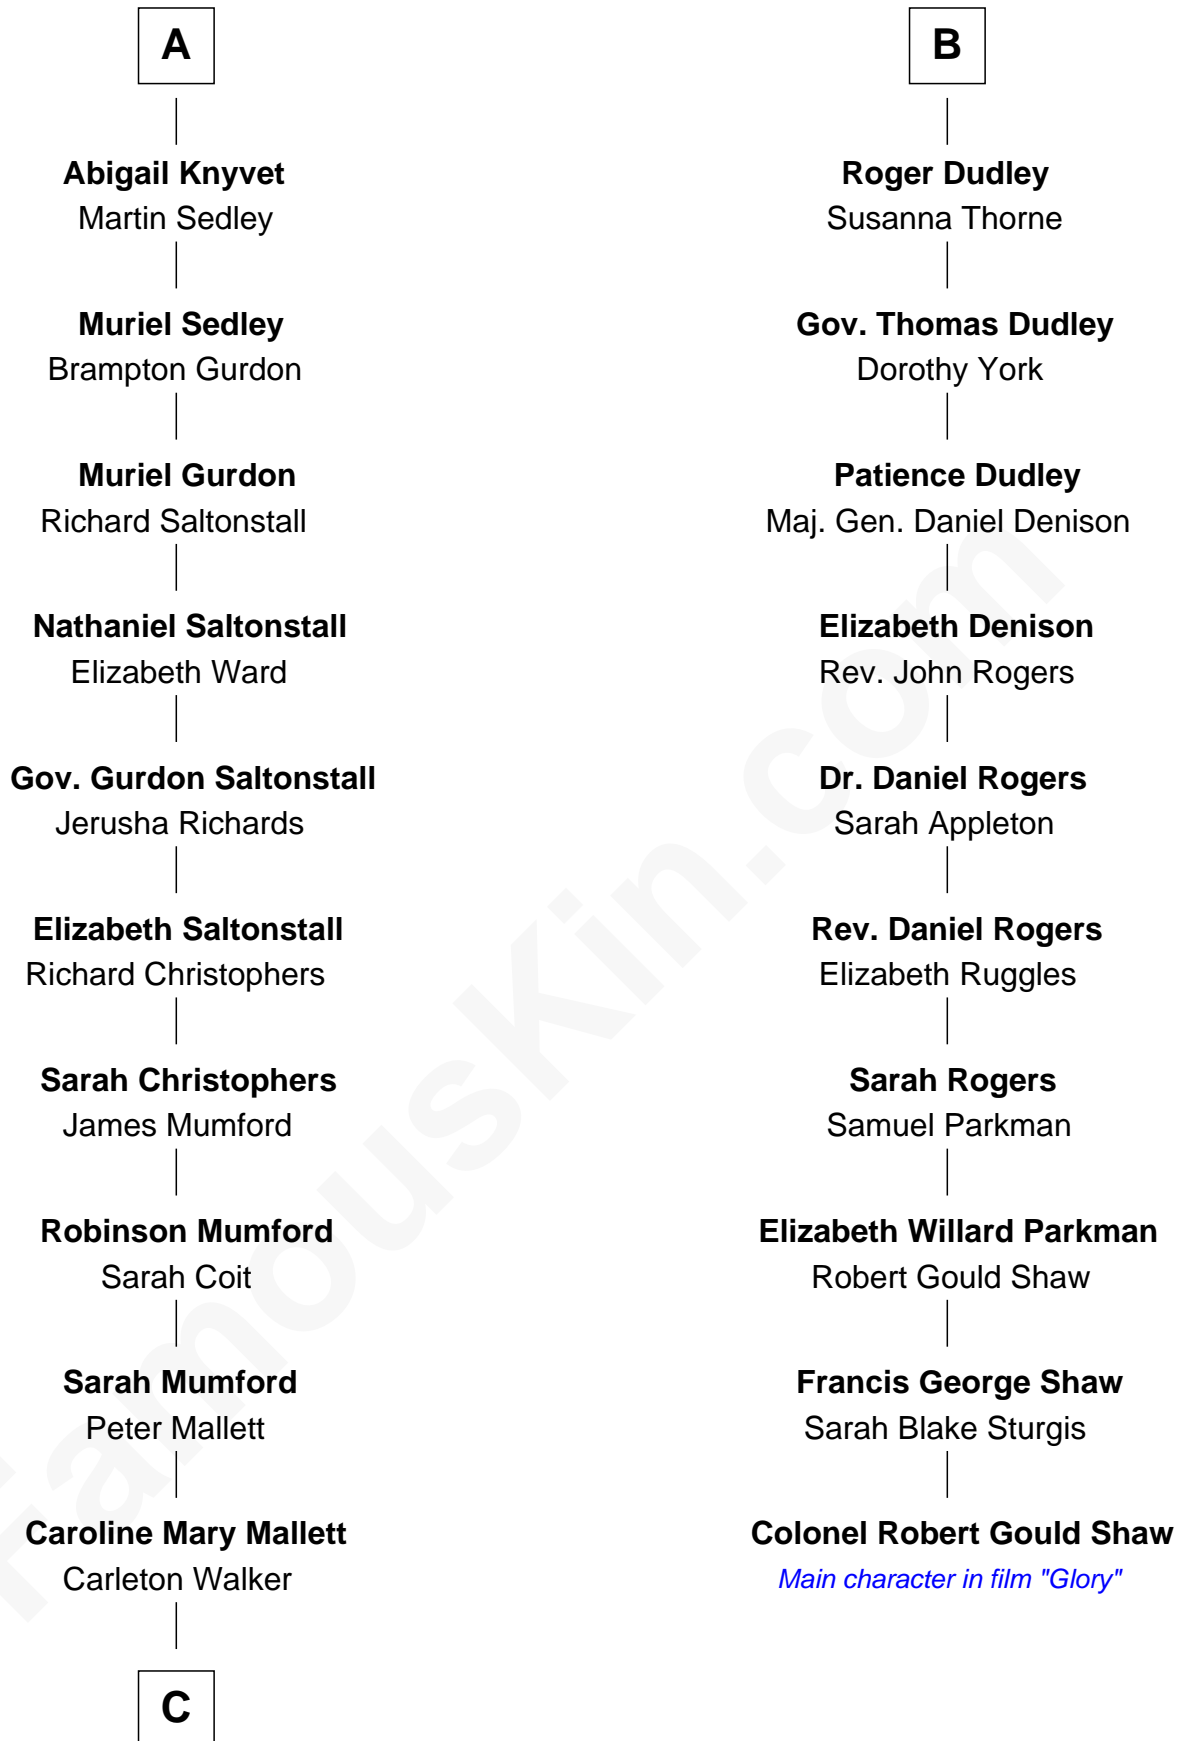 A
Abigail Knyvet
Martin Sedley
Muriel Sedley
Brampton Gurdon
Muriel Gurdon
Richard Saltonstall
Nathaniel Saltonstall
Elizabeth Ward
Gov. Gurdon Saltonstall
Jerusha Richards
Elizabeth Saltonstall
Richard Christophers
Sarah Christophers
James Mumford
Robinson Mumford
Sarah Coit
Sarah Mumford
Peter Mallett
Caroline Mary Mallett
Carleton Walker
C
B
Roger Dudley
Susanna Thorne
Gov. Thomas Dudley
Dorothy York
Patience Dudley
Maj. Gen. Daniel Denison
Elizabeth Denison
Rev. John Rogers
Dr. Daniel Rogers
Sarah Appleton
Rev. Daniel Rogers
Elizabeth Ruggles
Sarah Rogers
Samuel Parkman
Elizabeth Willard Parkman
Robert Gould Shaw
Francis George Shaw
Sarah Blake Sturgis
Colonel Robert Gould Shaw
Main character in film "Glory"
FamousKin.com